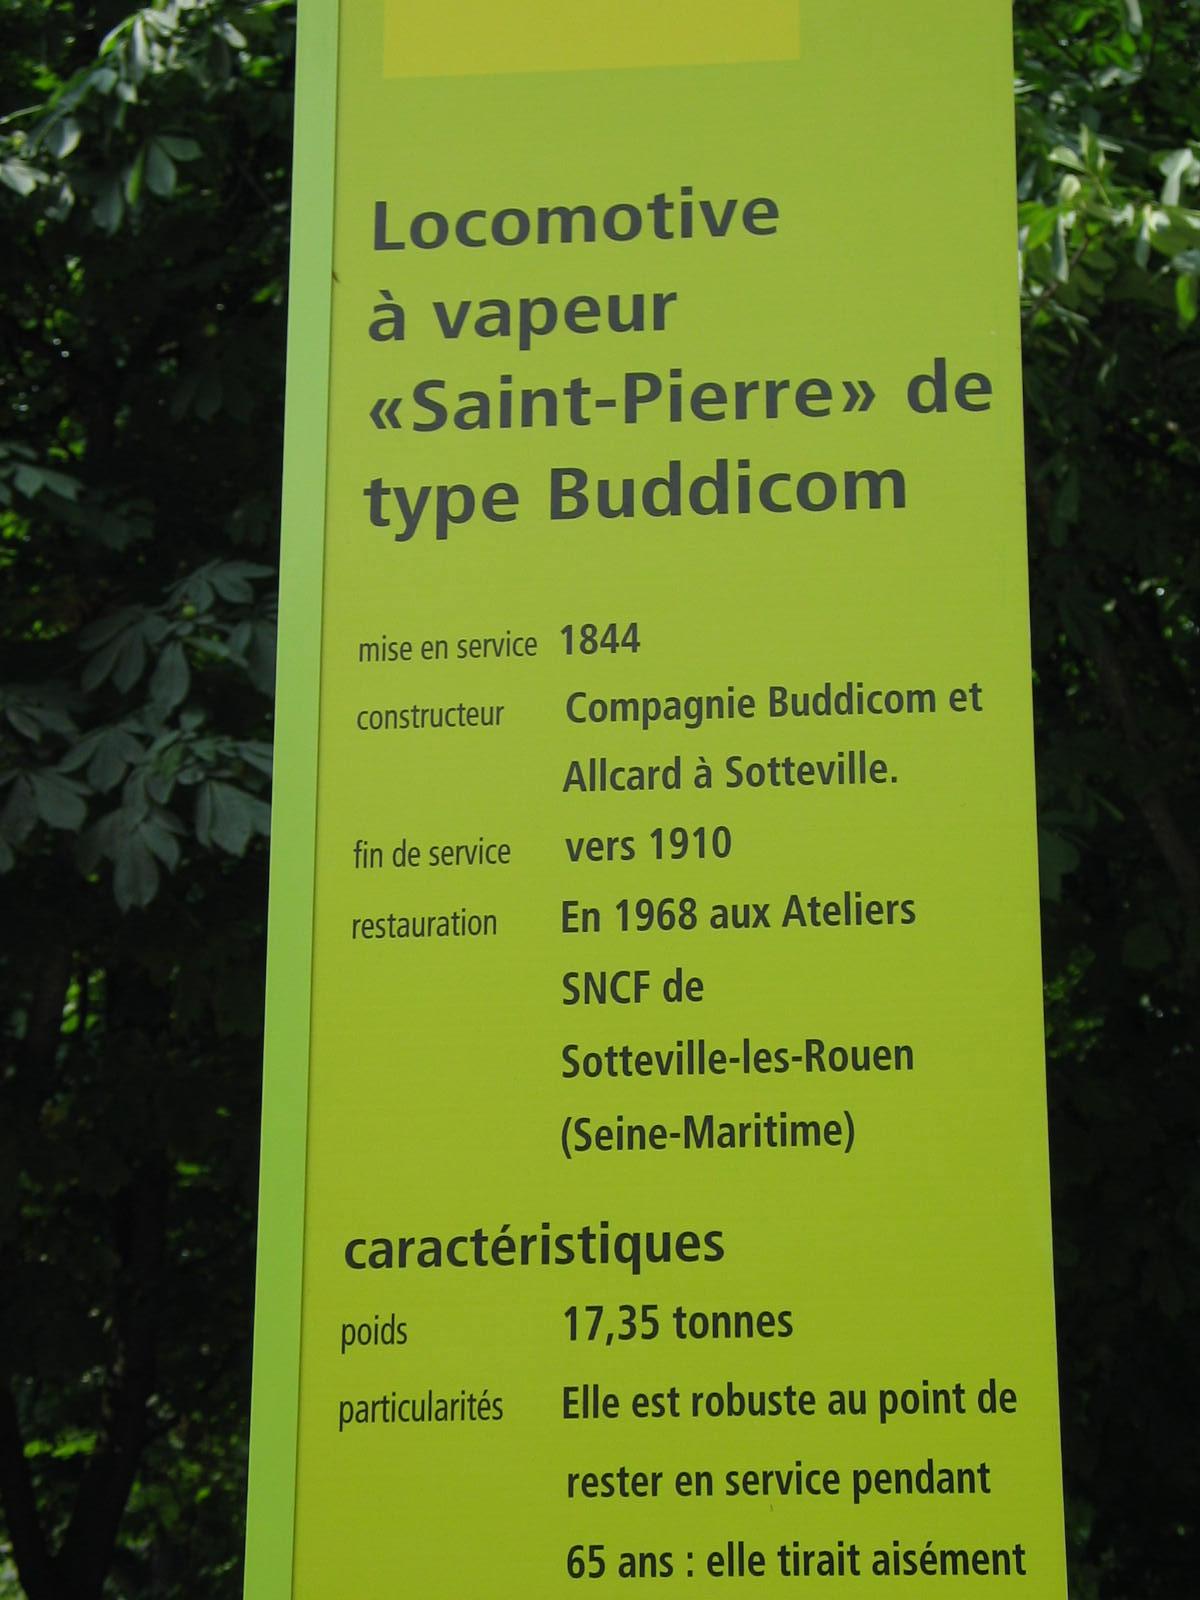 Locomotive
à vapeur
«Saint-Pierre» de
type Buddicom
mise en service 1844
constructeur Compagnie Buddicom et
Allcard à Sotteville.
fin de service vers 1910
restauration En 1968 aux Ateliers
SNCF de
Sotteville-les-Rouen
(Seine-Maritime)
caractéristiques
poids 17,35 tonnes
particularités Elle est robuste au point de
rester en service pendant
65 ans : elle tirait aisément